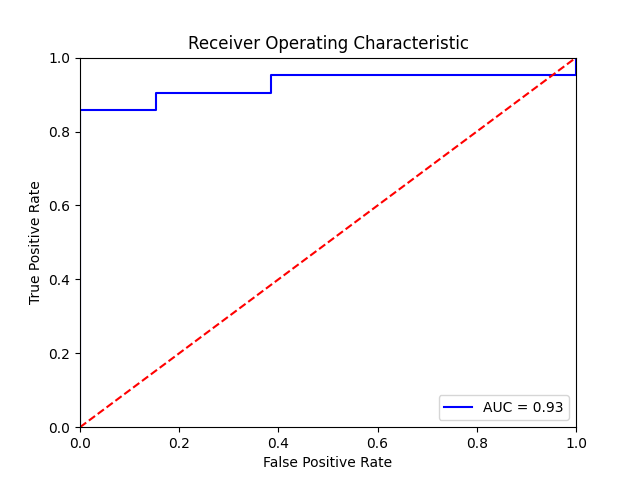 Receiver Operating Characteristic
1.0
0.8
0.6
0.4
0.2
0.0
True Positive Rate
AUC = 0.93
0.0 0.2 0.4 0.6 0.8 1.0
False Positive Rate